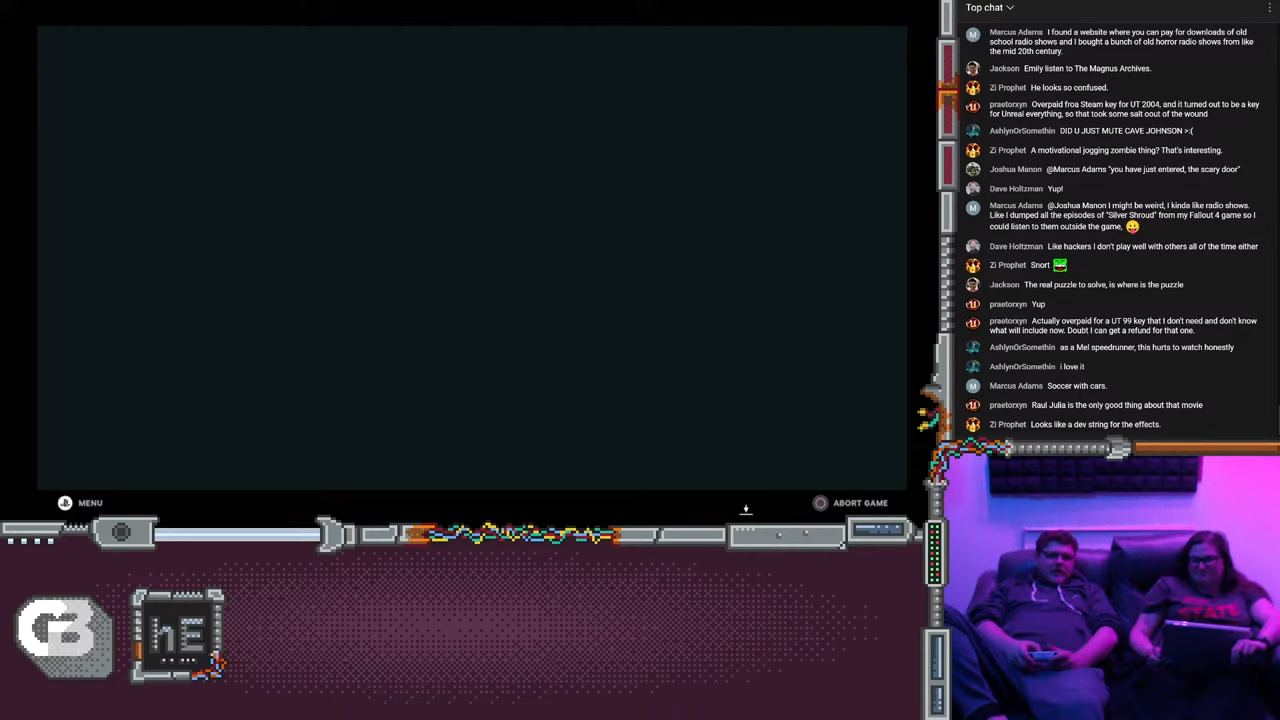 Top chat
Marcus Adams I found a website where you can pay for downloads of old
school radio shows and I bought a bunch of old horror radio shows from like
the mid 20th century.
Jackson Emily listen to The Magnus Archives.
Zi Prophet He looks so confused.
praetorxyn Overpaid froa Steam key for UT 2004, and it turned out to be a key
for Unreal everything, so that took some salt oout of the wound
AshlynOrSomethin DID U JUST MUTE CAVE JOHNSON >:(
Zi Prophet A motivational jogging zombie thing? That's interesting.
Joshua Manon @Marcus Adams "you have just entered, the scary door"
Dave Holtzman Yup!
Marcus Adams @Joshua Manon I might be weird, I kinda like radio shows.
Like I dumped all the episodes of "Silver Shroud" from my Fallout 4 game so I
could listen to them outside the game,
Dave Holtzman Like hackers I don't play well with others all of the time either
Zi Prophet Snort
Jackson The real puzzle to solve, is where is the puzzle
praetorxyn Yup
praetorxyn Actually overpaid for a UT 99 key that I don't need and don't know
what will include now. Doubt I can get a refund for that one.
AshlynOrSomethin as a Mel speedrunner, this hurts to watch honestly
AshlynOrSomethin i love it
Marcus Adams Soccer with cars.
praetorxyn Raul Julia is the only good thing about that movie
Zi Prophet Looks like a dev string for the effects.
MENU
ABORT GAME
GB
hE
STATE